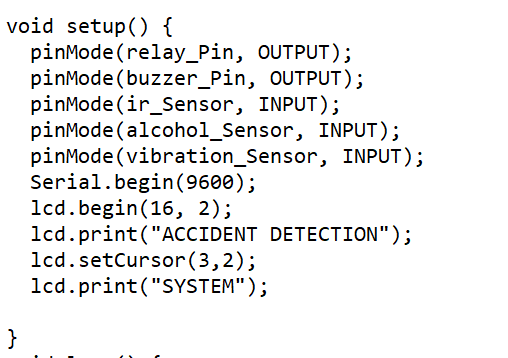 void setup() {
  pinMode(relay_Pin, OUTPUT);
  pinMode(buzzer_Pin, OUTPUT);
  pinMode(ir_Sensor, INPUT);
  pinMode(alcohol_Sensor, INPUT);
  pinMode(vibration_Sensor, INPUT);
  Serial.begin(9600);
  lcd.begin(16, 2);
  lcd.print("ACCIDENT DETECTION");
  lcd.setCursor(3,2);
  lcd.print("SYSTEM");
}